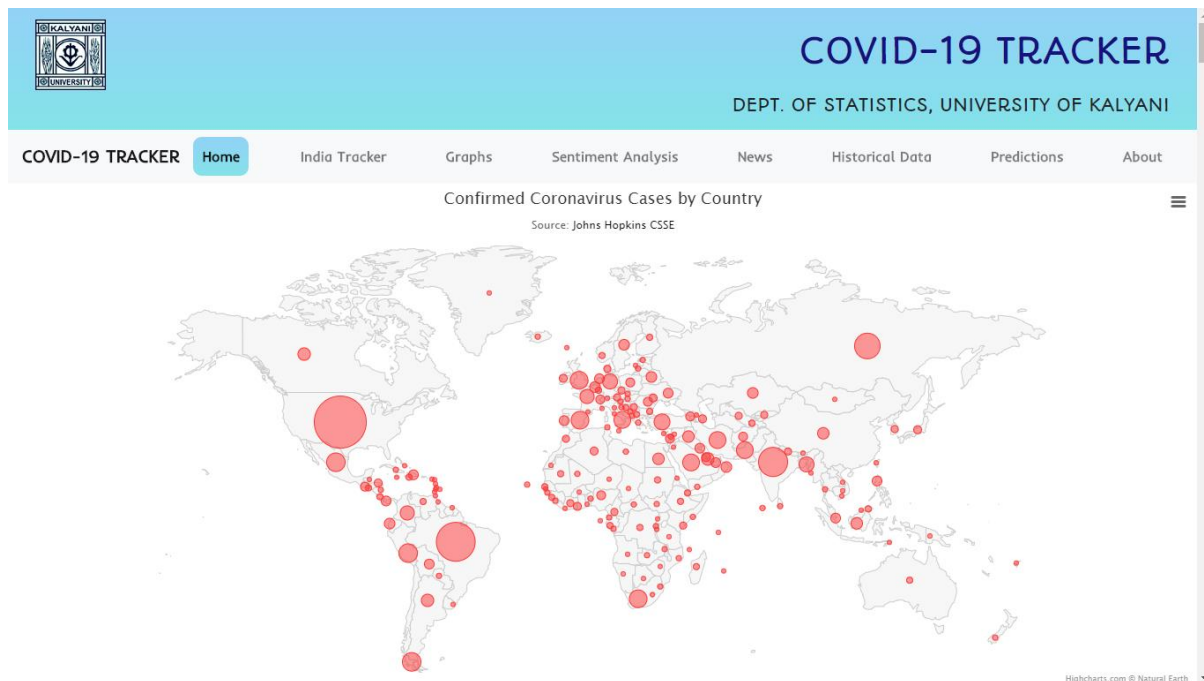 KALYANI
UNIVERSITY
COVID-19 TRACKER
DEPT. OF STATISTICS, UNIVERSITY OF KALYANI
COVID-19 TRACKER Home India Tracker Graphs Sentiment Analysis News Historical Data Predictions About
Confirmed Coronavirus Cases by Country
Source: Johns Hopkins CSSE
Highcharts.com © Natural Earth